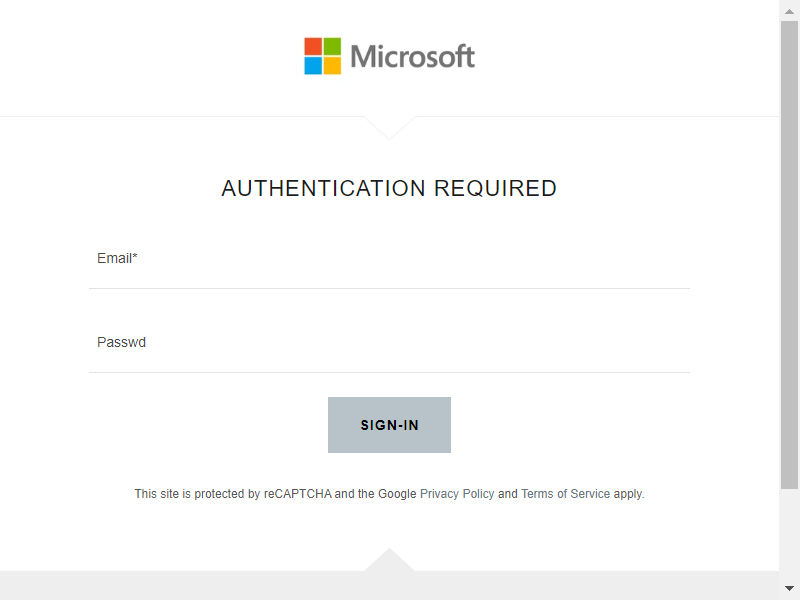 Microsoft
AUTHENTICATION REQUIRED
Email*
Passwd
SIGN-IN
This site is protected by reCAPTCHA and the Google Privacy Policy and Terms of Service apply.